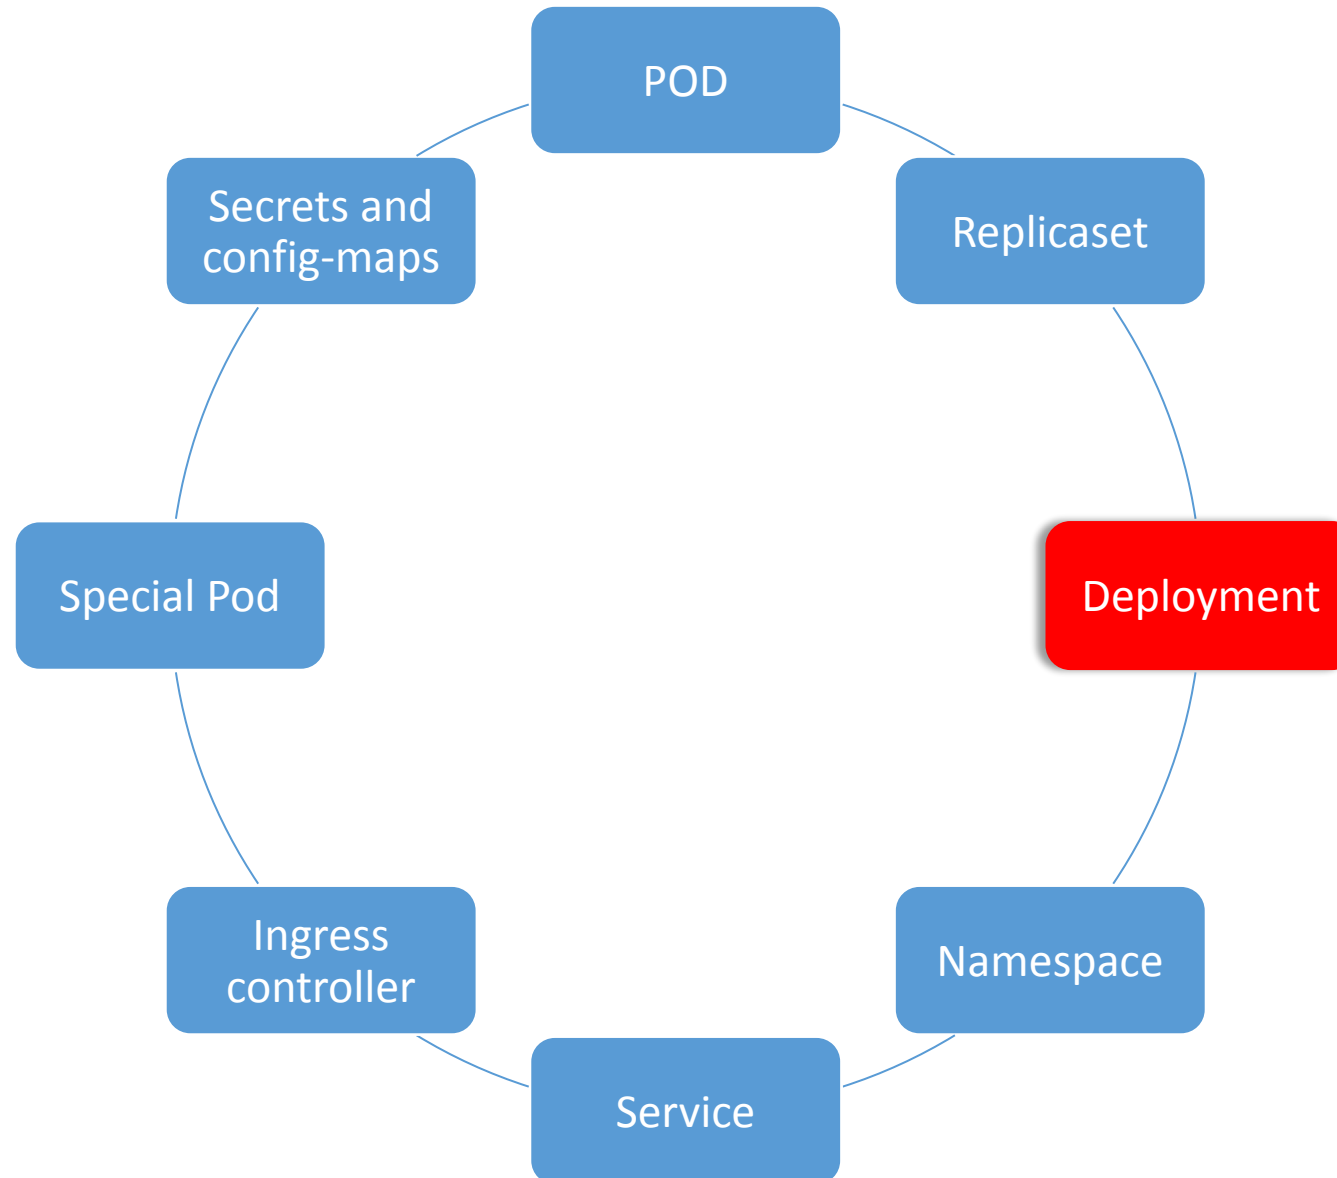 POD
Replicaset
Deployment
Namespace
Service
Ingress
controller
Special Pod
Secrets and
config-maps